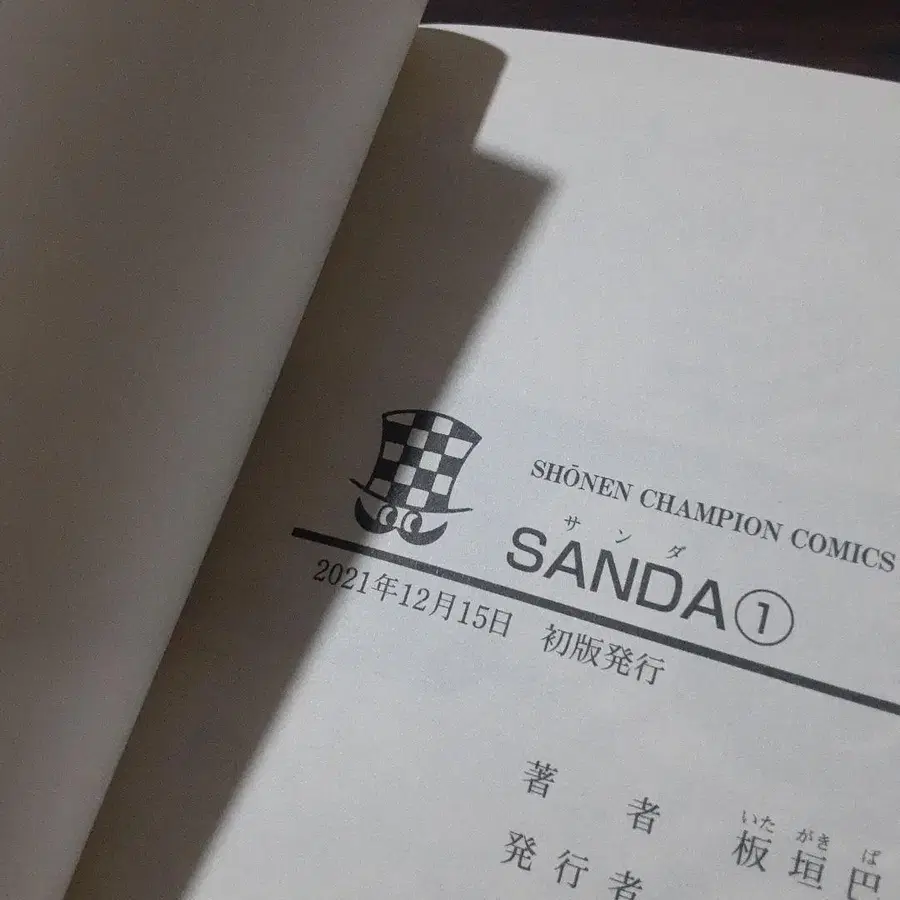 SHŌNEN CHAMPION COMICS
サンダ
SANDA①
2021年12月15日 初版発行
いたがきぱ
著者 板垣巴
発行者